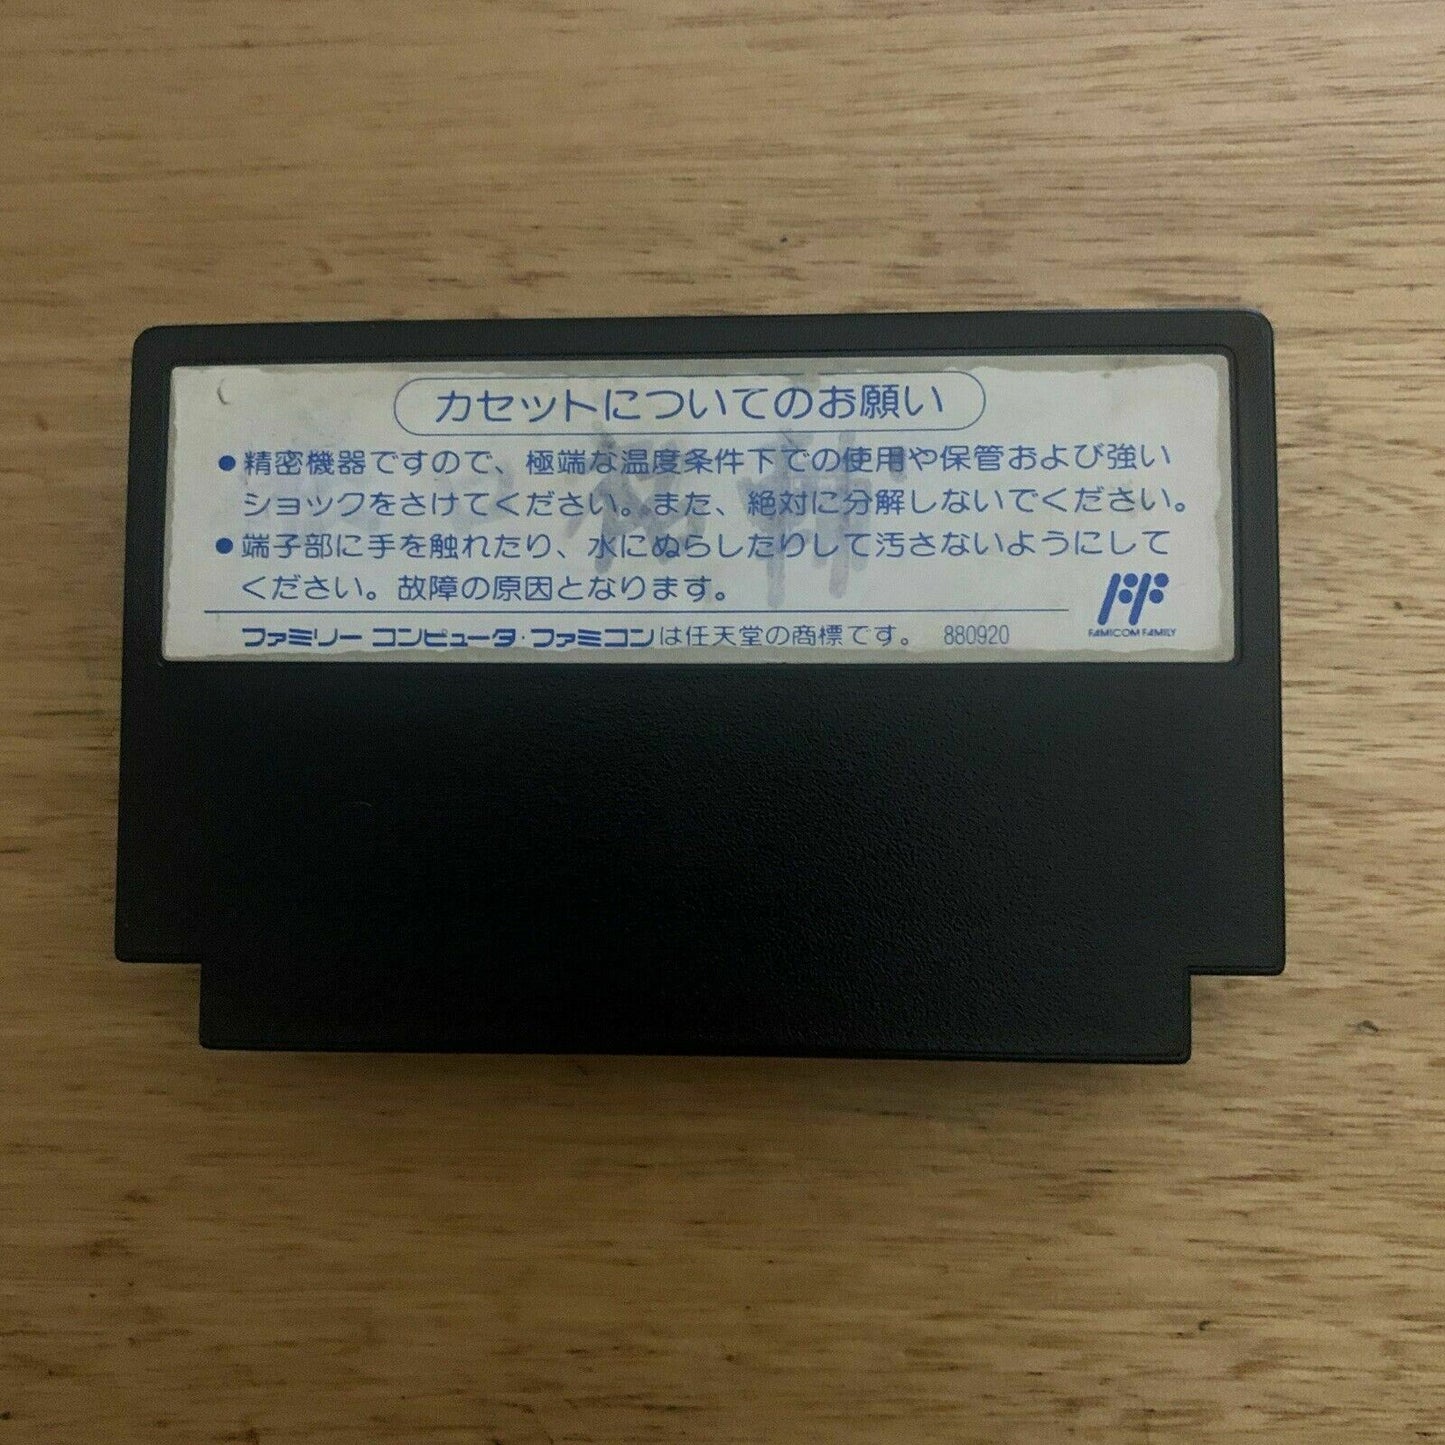 カセットについてのお願い
●精密機器ですので、極端な温度条件下での使用や保管および強い
ショックをさけてください。また、絶対に分解しないでください。
●端子部に手を触れたり、水にぬらしたりして汚さないようにして
ください。故障の原因となります。
FAMICOM FAMILY
ファミリー コンピュータ・ファミコンは任天堂の商標です。 880920